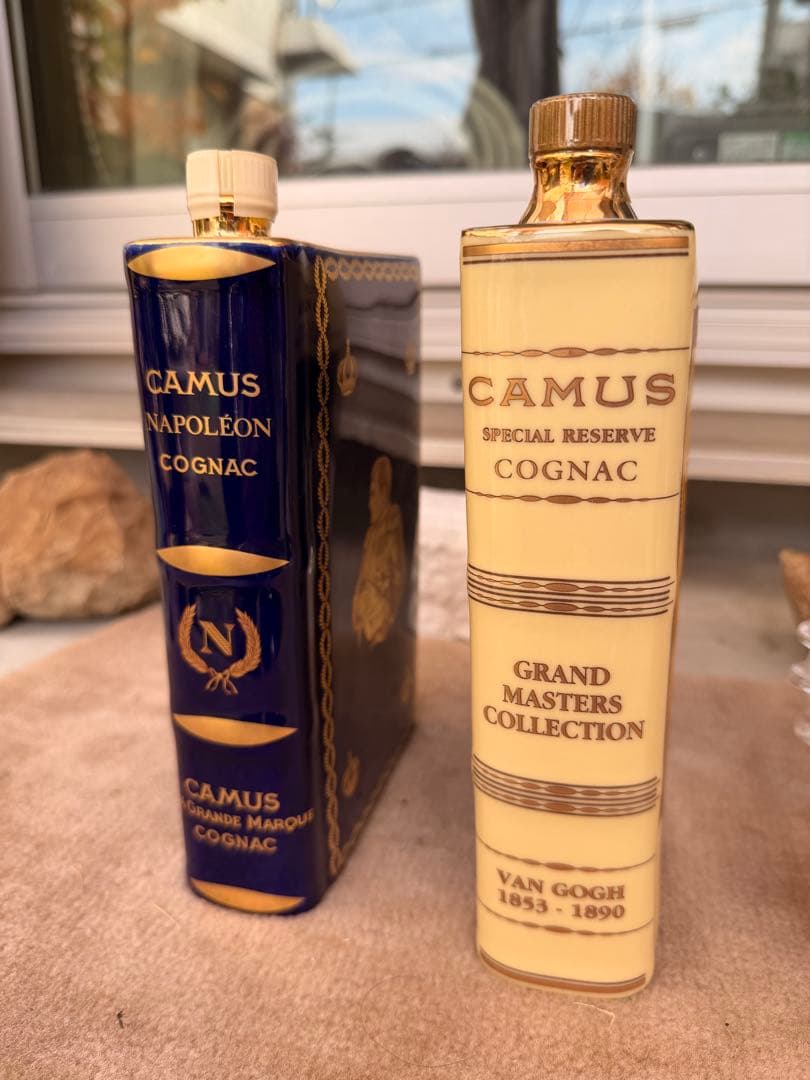 CAMUS
NAPOLÉON
COGNAC
N
CAMUS
GRANDE MARQUE
COGNAC
CAMUS
SPECIAL RESERVE
COGNAC
GRAND
MASTERS
COLLECTION
VAN GOGH
1853 - 1890